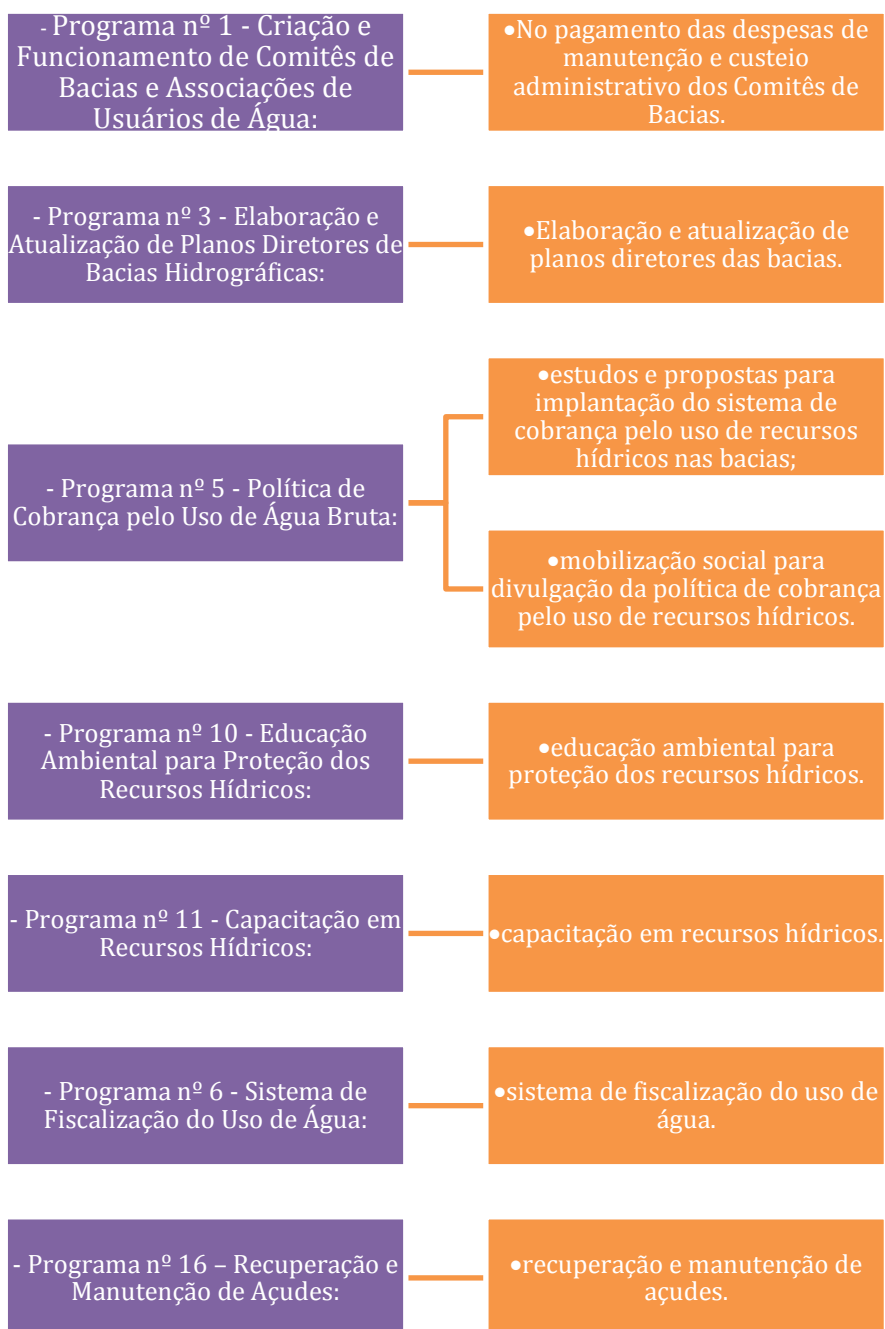 - Programa nº 1 - Criação e
Funcionamento de Comitês de
Bacias e Associações de
Usuários de Água:
•No pagamento das despesas de
manutenção e custeio
administrativo dos Comitês de
Bacias.
- Programa nº 3 - Elaboração e
Atualização de Planos Diretores de
Bacias Hidrográficas:
•Elaboração e atualização de
planos diretores das bacias.
- Programa nº 5 - Política de
Cobrança pelo Uso de Água Bruta:
•estudos e propostas para
implantação do sistema de
cobrança pelo uso de recursos
hídricos nas bacias;
•mobilização social para
divulgação da política de cobrança
pelo uso de recursos hídricos.
- Programa nº 10 - Educação
Ambiental para Proteção dos
Recursos Hídricos:
•educação ambiental para
proteção dos recursos hídricos.
- Programa nº 11 - Capacitação em
Recursos Hídricos:
•capacitação em recursos hídricos.
- Programa nº 6 - Sistema de
Fiscalização do Uso de Água:
•sistema de fiscalização do uso de
água.
- Programa nº 16 – Recuperação e
Manutenção de Açudes:
•recuperação e manutenção de
açudes.